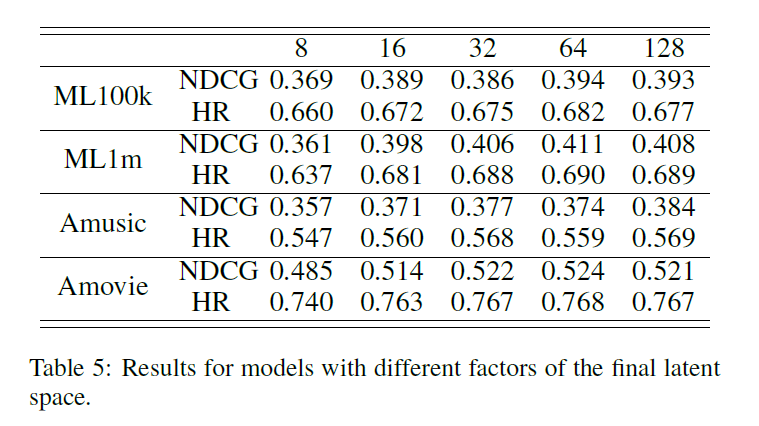 8 16 32 64 128
ML100k NDCG 0.369 0.389 0.386 0.394 0.393
HR 0.660 0.672 0.675 0.682 0.677
ML1m NDCG 0.361 0.398 0.406 0.411 0.408
HR 0.637 0.681 0.688 0.690 0.689
Amusic NDCG 0.357 0.371 0.377 0.374 0.384
HR 0.547 0.560 0.568 0.559 0.569
Amovie NDCG 0.485 0.514 0.522 0.524 0.521
HR 0.740 0.763 0.767 0.768 0.767
Table 5: Results for models with different factors of the final latent
space.